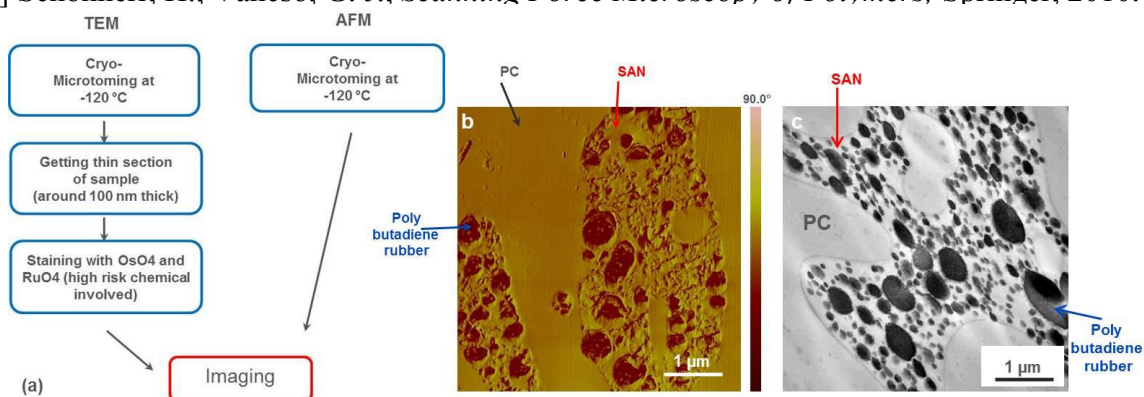 TEM
Cryo-
Microtoming at
-120 °C
Getting thin section
of sample
(around 100 nm thick)
Staining with OsO4 and
RuO4 (high risk chemical
involved)
AFM
Cryo-
Microtoming at
-120 °C
Imaging
(a)
PC
SAN
b
Poly
butadiene
rubber
1 µm
90.0°
SAN
c
PC
Poly
butadiene
rubber
1 µm